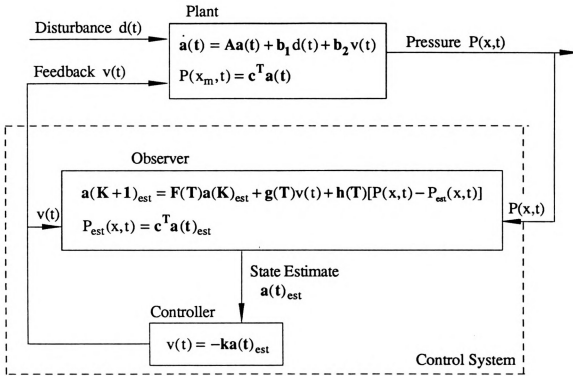 Plant
Disturbance d(t)
ȧ(t) = Aa(t) + b₁d(t) + b₂v(t)
Pressure P(x,t)
Feedback v(t)
P(xₘ,t) = cᵀa(t)
Observer
a(K+1)ₑₛₜ = F(T)a(K)ₑₛₜ + g(T)v(t) + h(T)[P(x,t) − Pₑₛₜ(x,t)]
v(t)
P(x,t)
Pₑₛₜ(x,t) = cᵀa(t)ₑₛₜ
State Estimate
a(t)ₑₛₜ
Controller
v(t) = −ka(t)ₑₛₜ
Control System